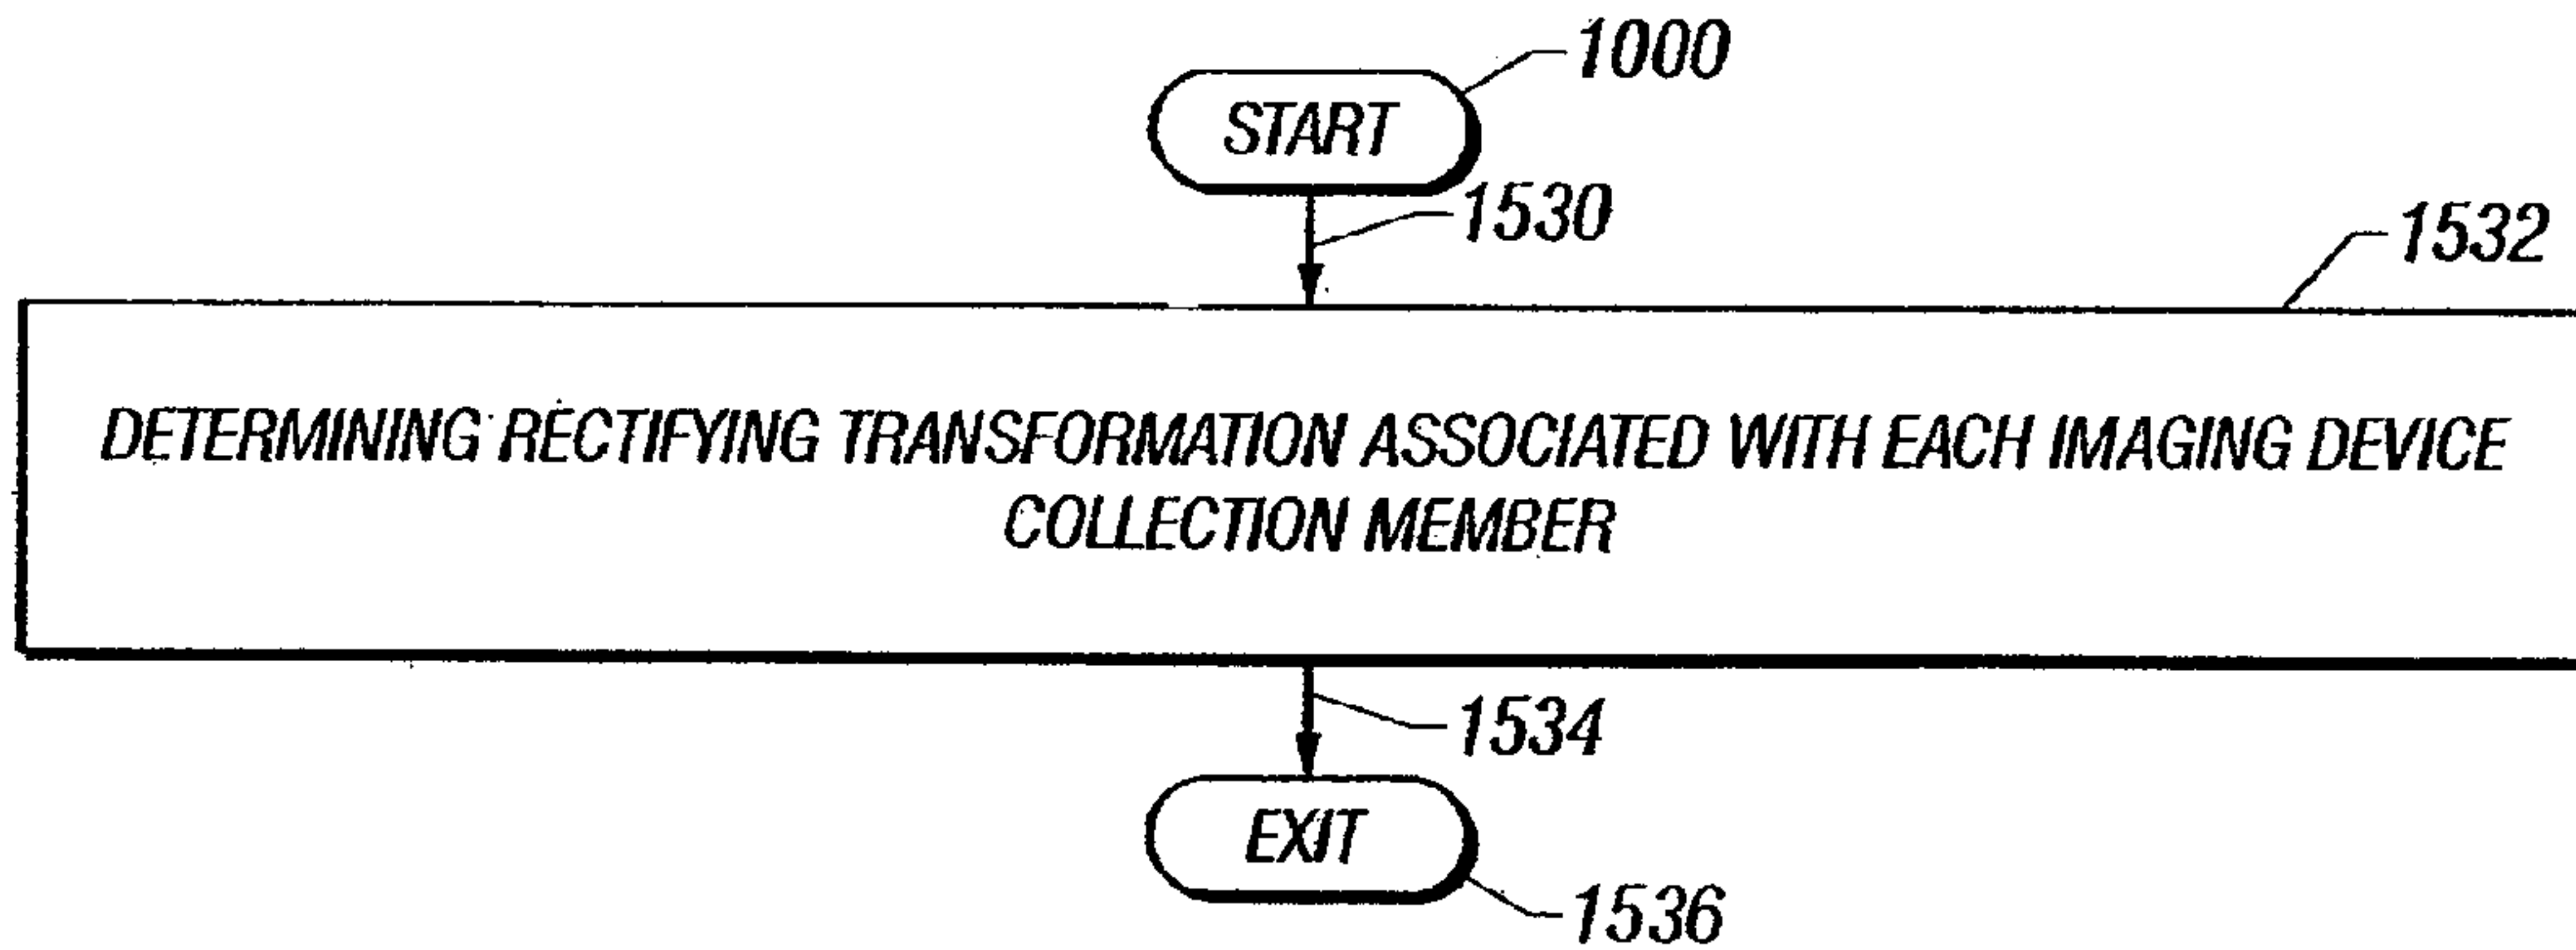 1000
START
1530
1532
DETERMINING RECTIFYING TRANSFORMATION ASSOCIATED WITH EACH IMAGING DEVICE
COLLECTION MEMBER
1534
EXIT
1536